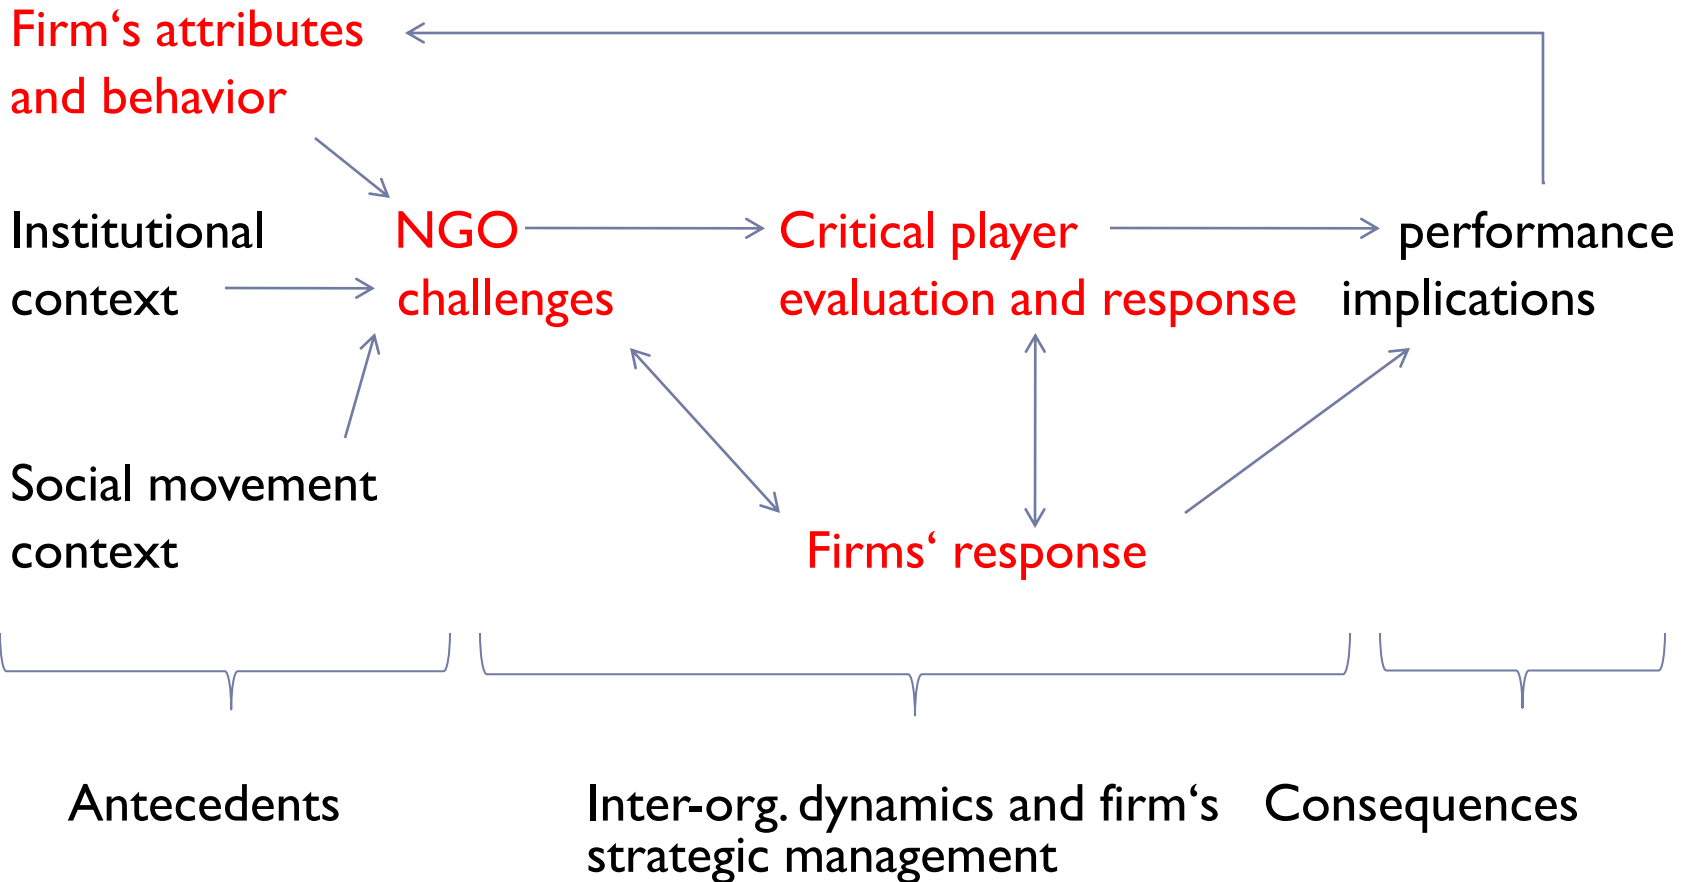 Firm‘s attributes
and behavior
Institutional
context
NGO
challenges
Critical player
evaluation and response
performance
implications
Social movement
context
Firms‘ response
Antecedents
Inter-org. dynamics and firm‘s
strategic management
Consequences